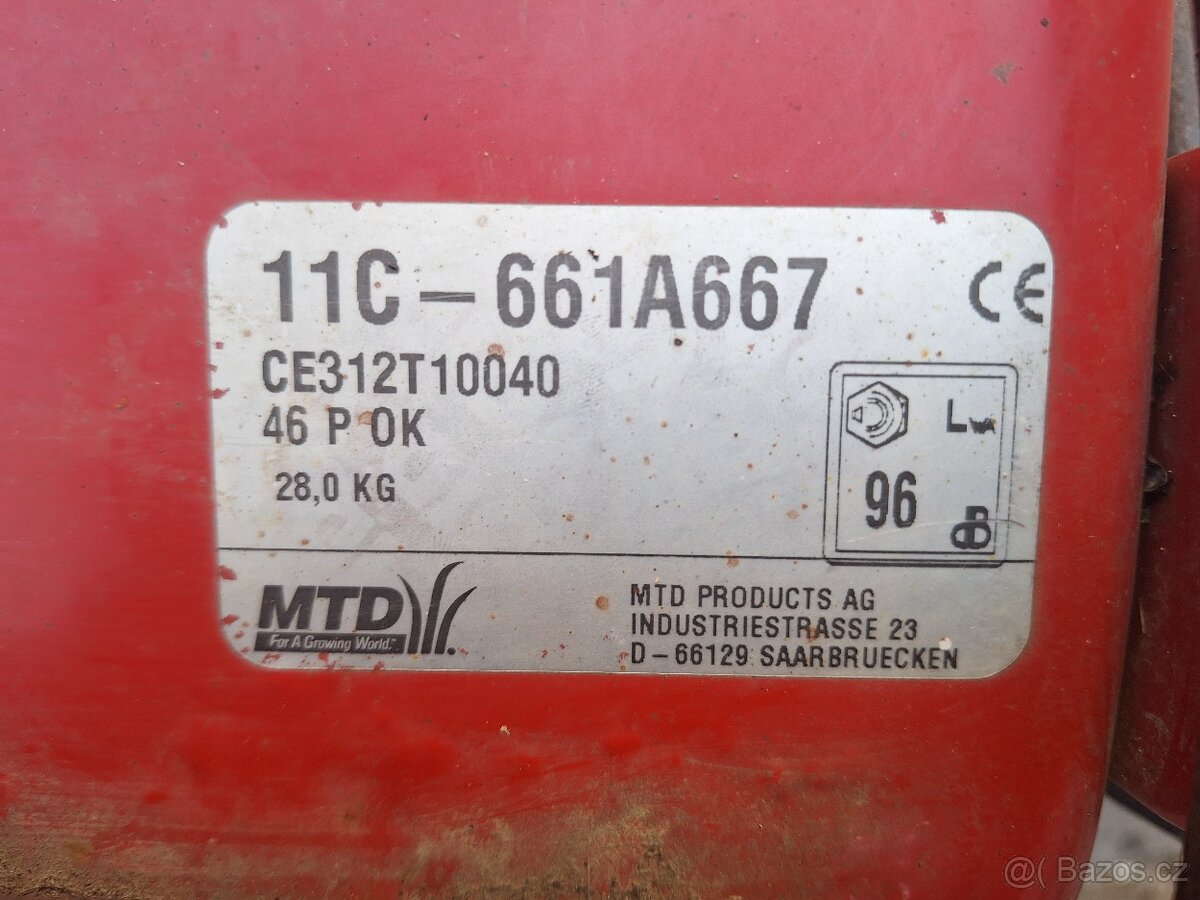 11C-661A667
CE
CE312T10040
46 P OK
28,0 KG
LWA
96
dB
MTD
For A Growing World.™
MTD PRODUCTS AG
INDUSTRIESTRASSE 23
D-66129 SAARBRUECKEN
@( Bazos.cz